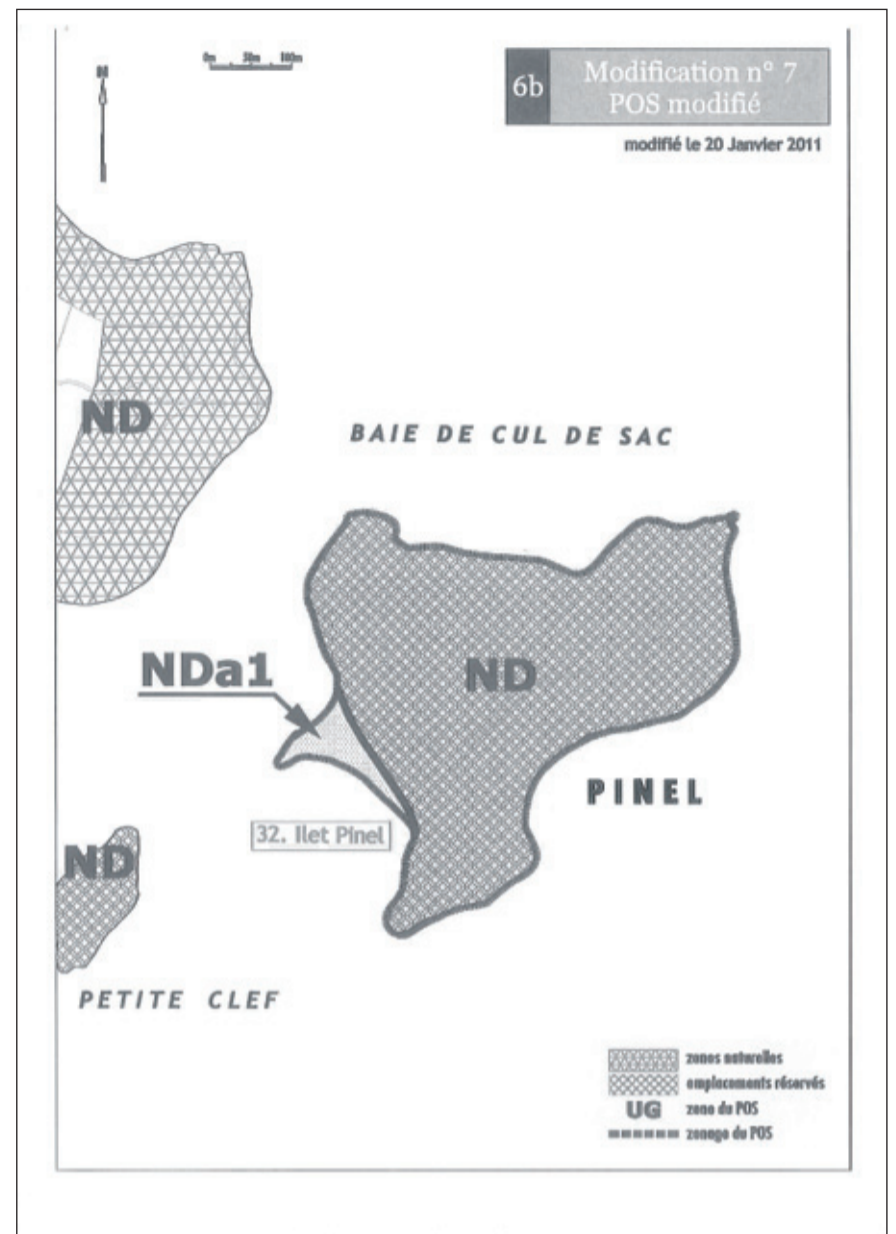 N
0m 50m 100m
6b
Modification n° 7
POS modifié
modifié le 20 Janvier 2011
ND
BAIE DE CUL DE SAC
NDa1
ND
PINEL
32. Ilet Pinel
ND
PETITE CLEF
zones naturelles
emplacements réservés
UG zone du POS
zonage du POS